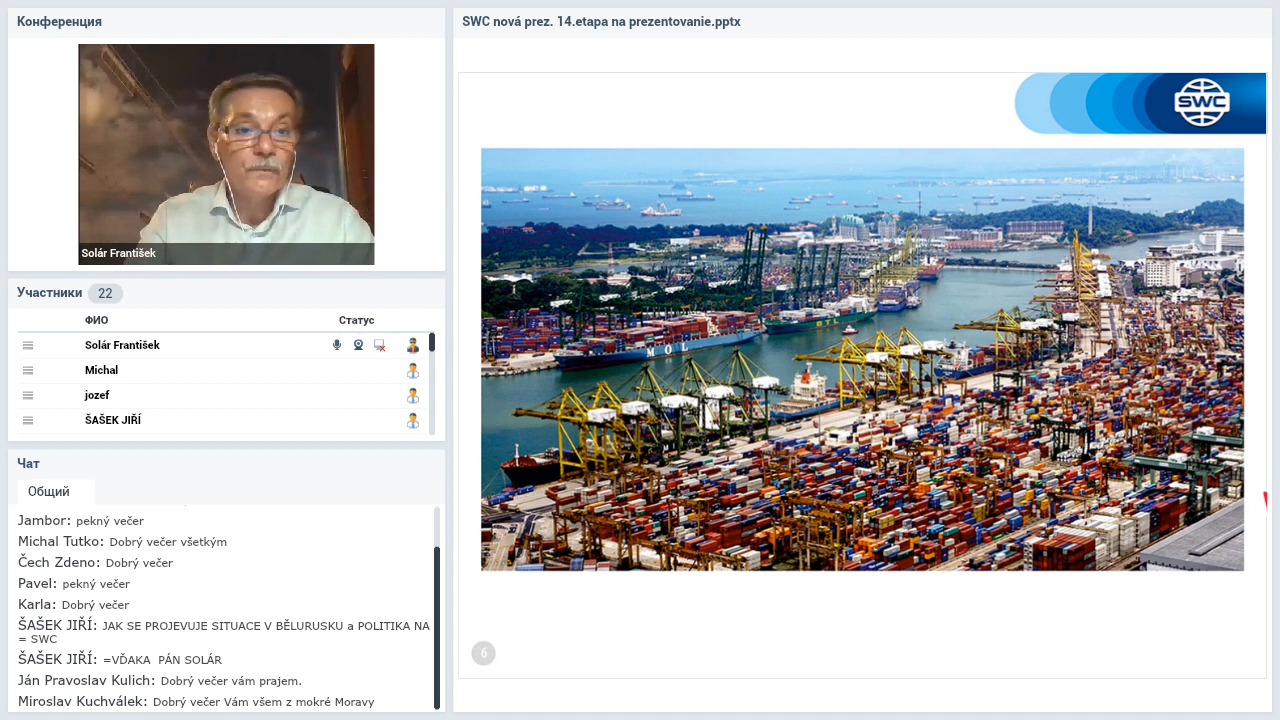 Конференция
Solár František
Участники 22
ФИО Статус
Solár František
Michal
jozef
ŠAŠEK JIŘÍ
Чат
Общий
Jambor: pekný večer
Michal Tutko: Dobrý večer všetkým
Čech Zdeno: Dobrý večer
Pavel: pekný večer
Karla: Dobrý večer
ŠAŠEK JIŘÍ: JAK SE PROJEVUJE SITUACE V BĚLURUSKU a POLITIKA NA
= SWC
ŠAŠEK JIŘÍ: =VĎAKA PÁN SOLÁR
Ján Pravoslav Kulich: Dobrý večer vám prajem.
Miroslav Kuchválek: Dobrý večer Vám všem z mokré Moravy
SWC nová prez. 14.etapa na prezentovanie.pptx
SWC
MOL
6